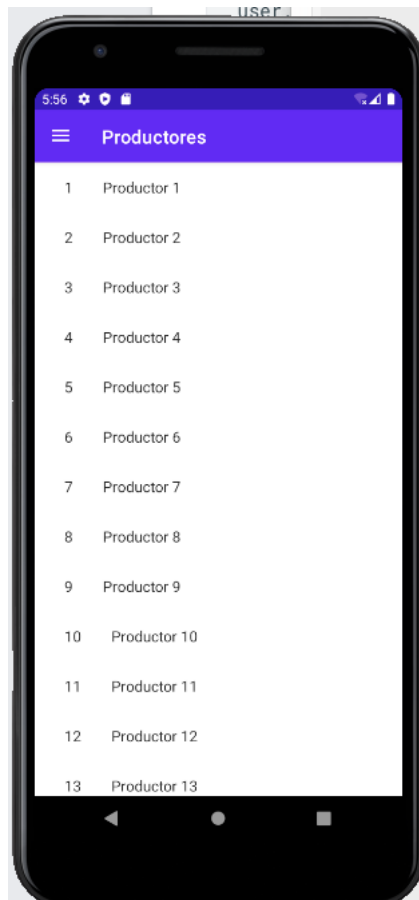 user.
5:56
Productores
1 Productor 1
2 Productor 2
3 Productor 3
4 Productor 4
5 Productor 5
6 Productor 6
7 Productor 7
8 Productor 8
9 Productor 9
10 Productor 10
11 Productor 11
12 Productor 12
13 Productor 13